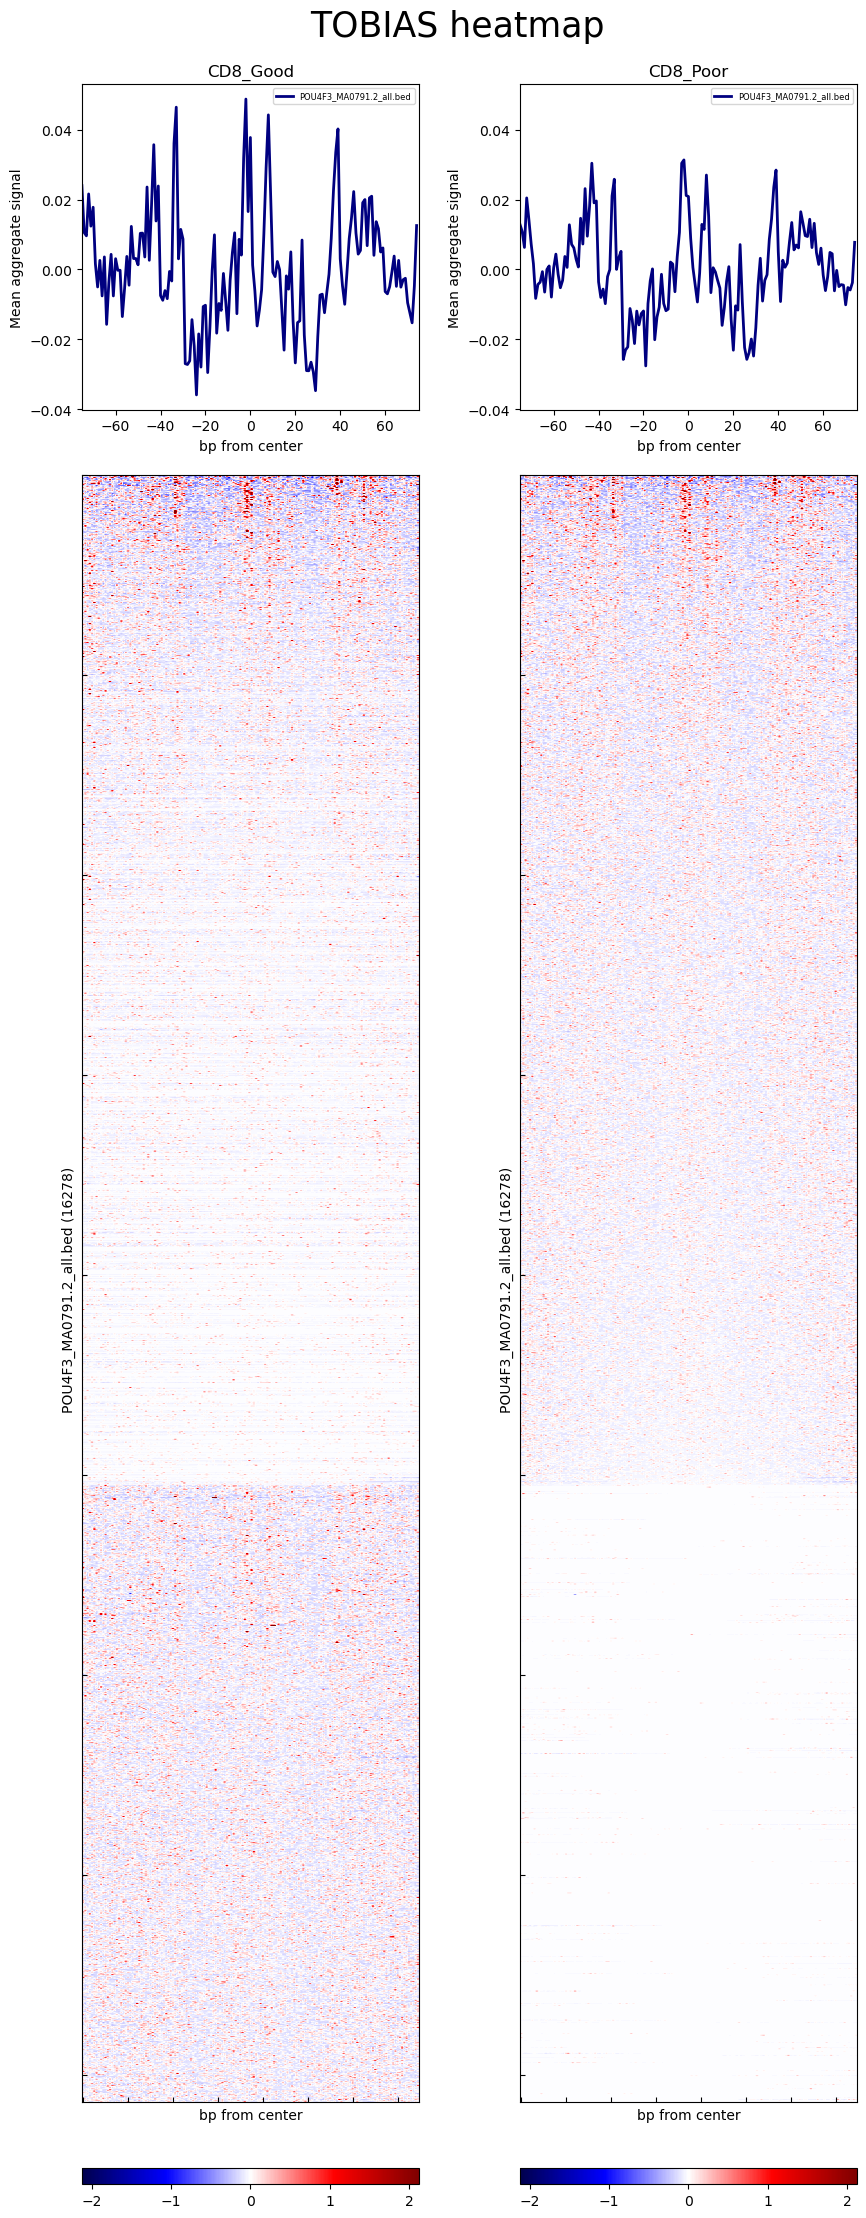 TOBIAS heatmap
CD8_Good
CD8_Poor
POU4F3_MA0791.2_all.bed
POU4F3_MA0791.2_all.bed
Mean aggregate signal
0.04
0.02
0.00
−0.02
−0.04
−60 −40 −20 0 20 40 60
bp from center
Mean aggregate signal
0.04
0.02
0.00
−0.02
−0.04
−60 −40 −20 0 20 40 60
bp from center
POU4F3_MA0791.2_all.bed (16278)
bp from center
POU4F3_MA0791.2_all.bed (16278)
bp from center
−2 −1 0 1 2
−2 −1 0 1 2